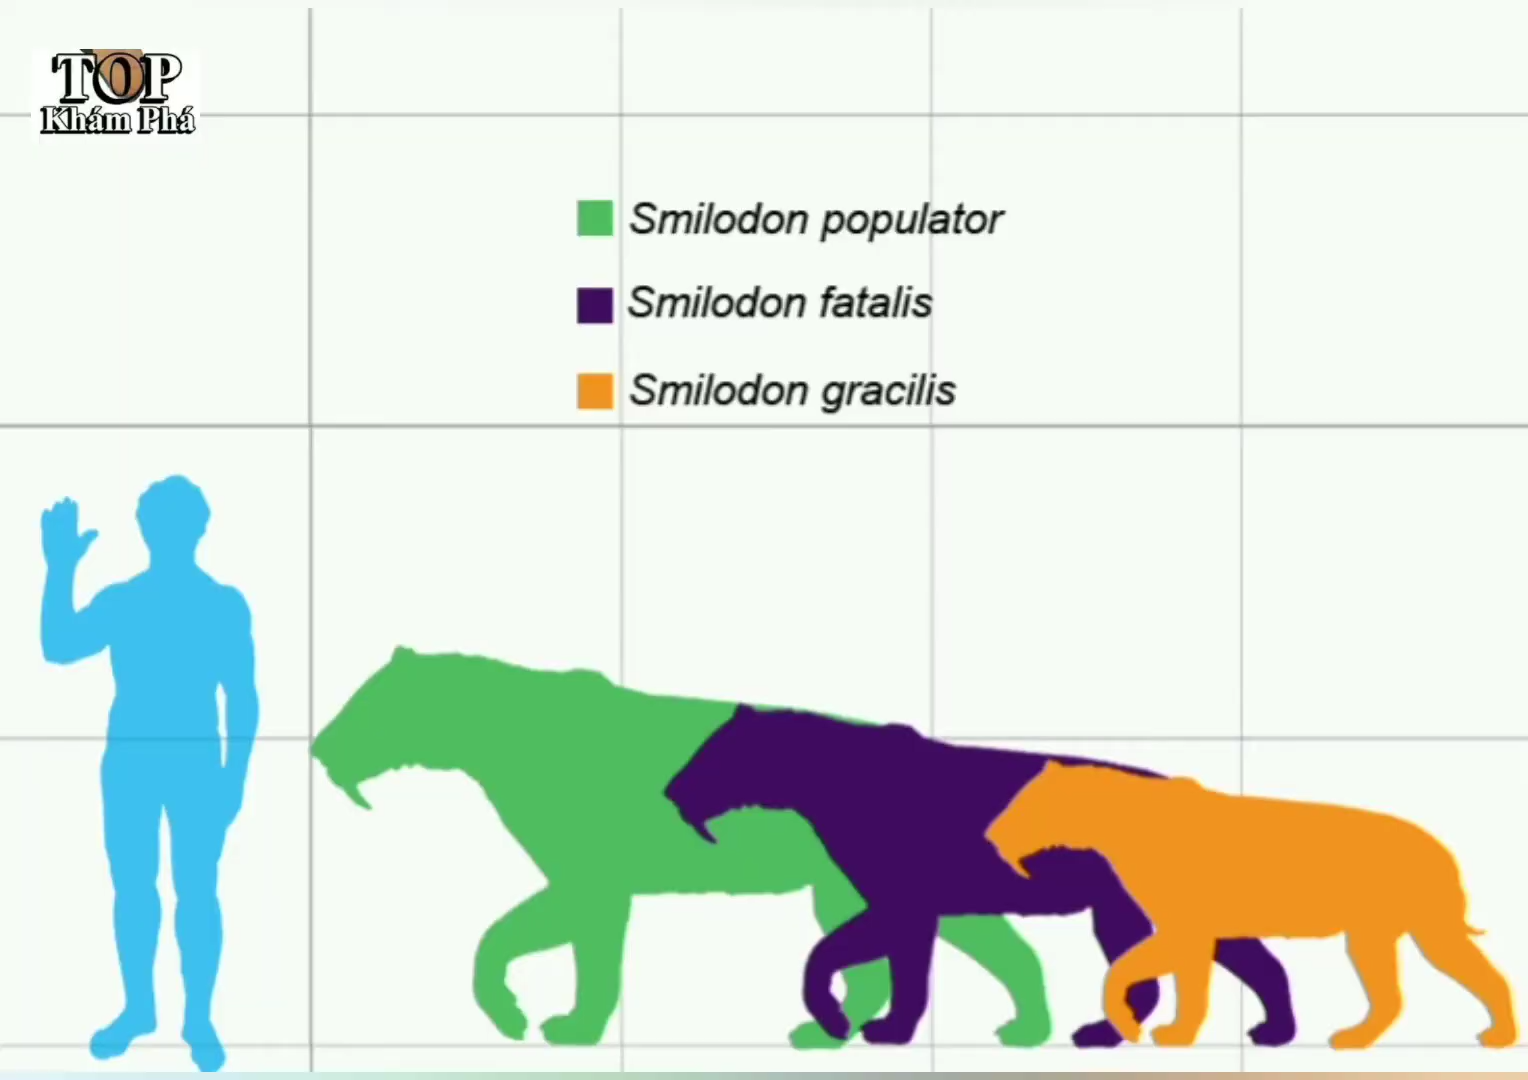 TOP
Khám Phá
Smilodon populator
Smilodon fatalis
Smilodon gracilis